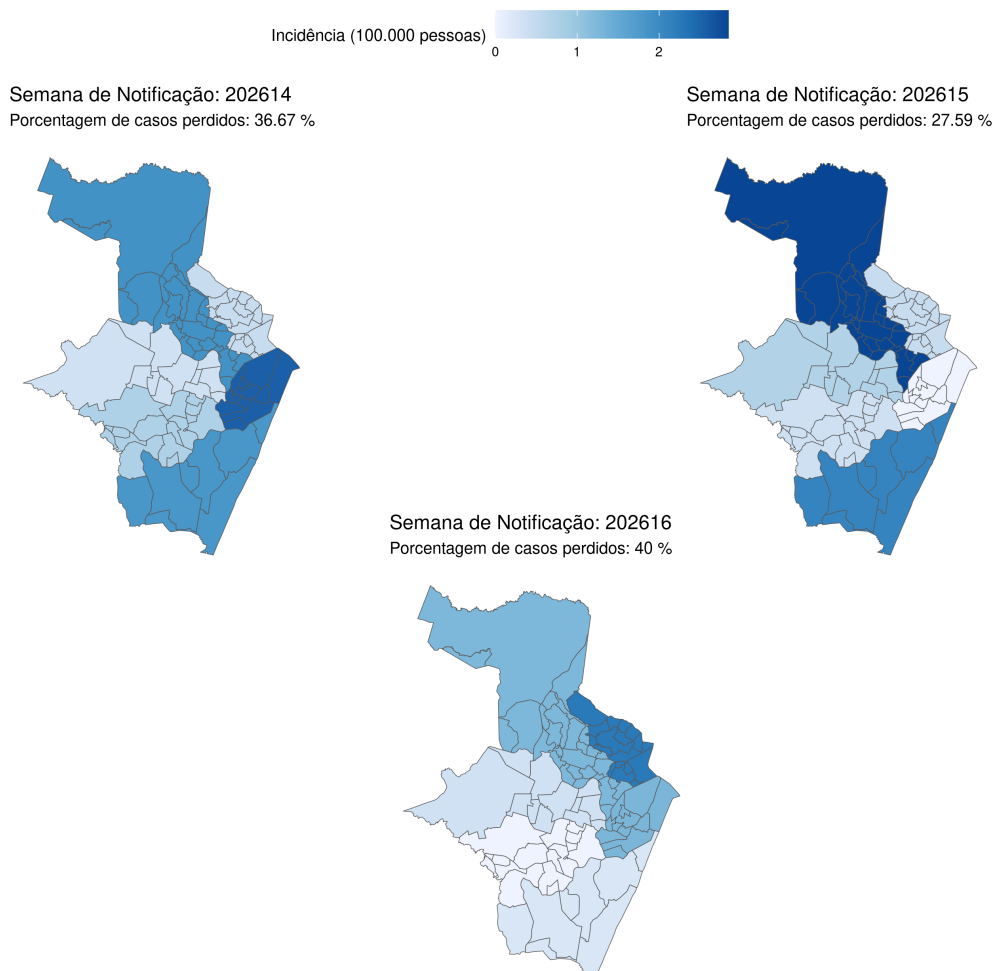 Incidência (100.000 pessoas)
0 1 2
Semana de Notificação: 202614
Porcentagem de casos perdidos: 36.67 %
Semana de Notificação: 202615
Porcentagem de casos perdidos: 27.59 %
Semana de Notificação: 202616
Porcentagem de casos perdidos: 40 %